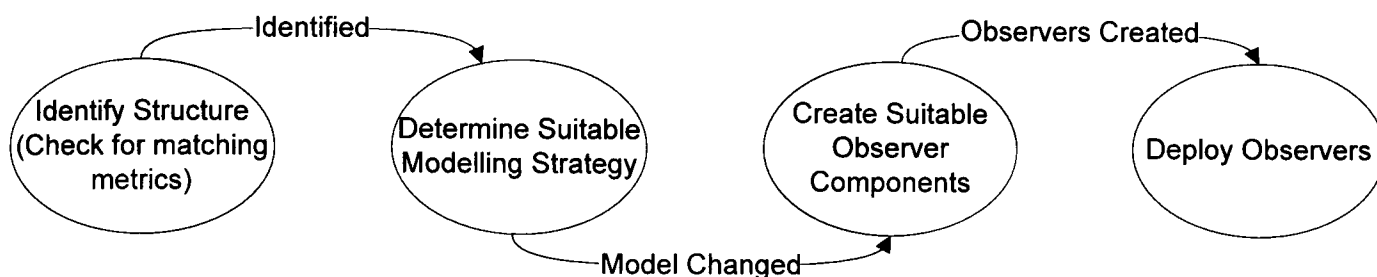 Identified
Observers Created
Identify Structure
(Check for matching
metrics)
Determine Suitable
Modelling Strategy
Create Suitable
Observer
Components
Deploy Observers
Model Changed